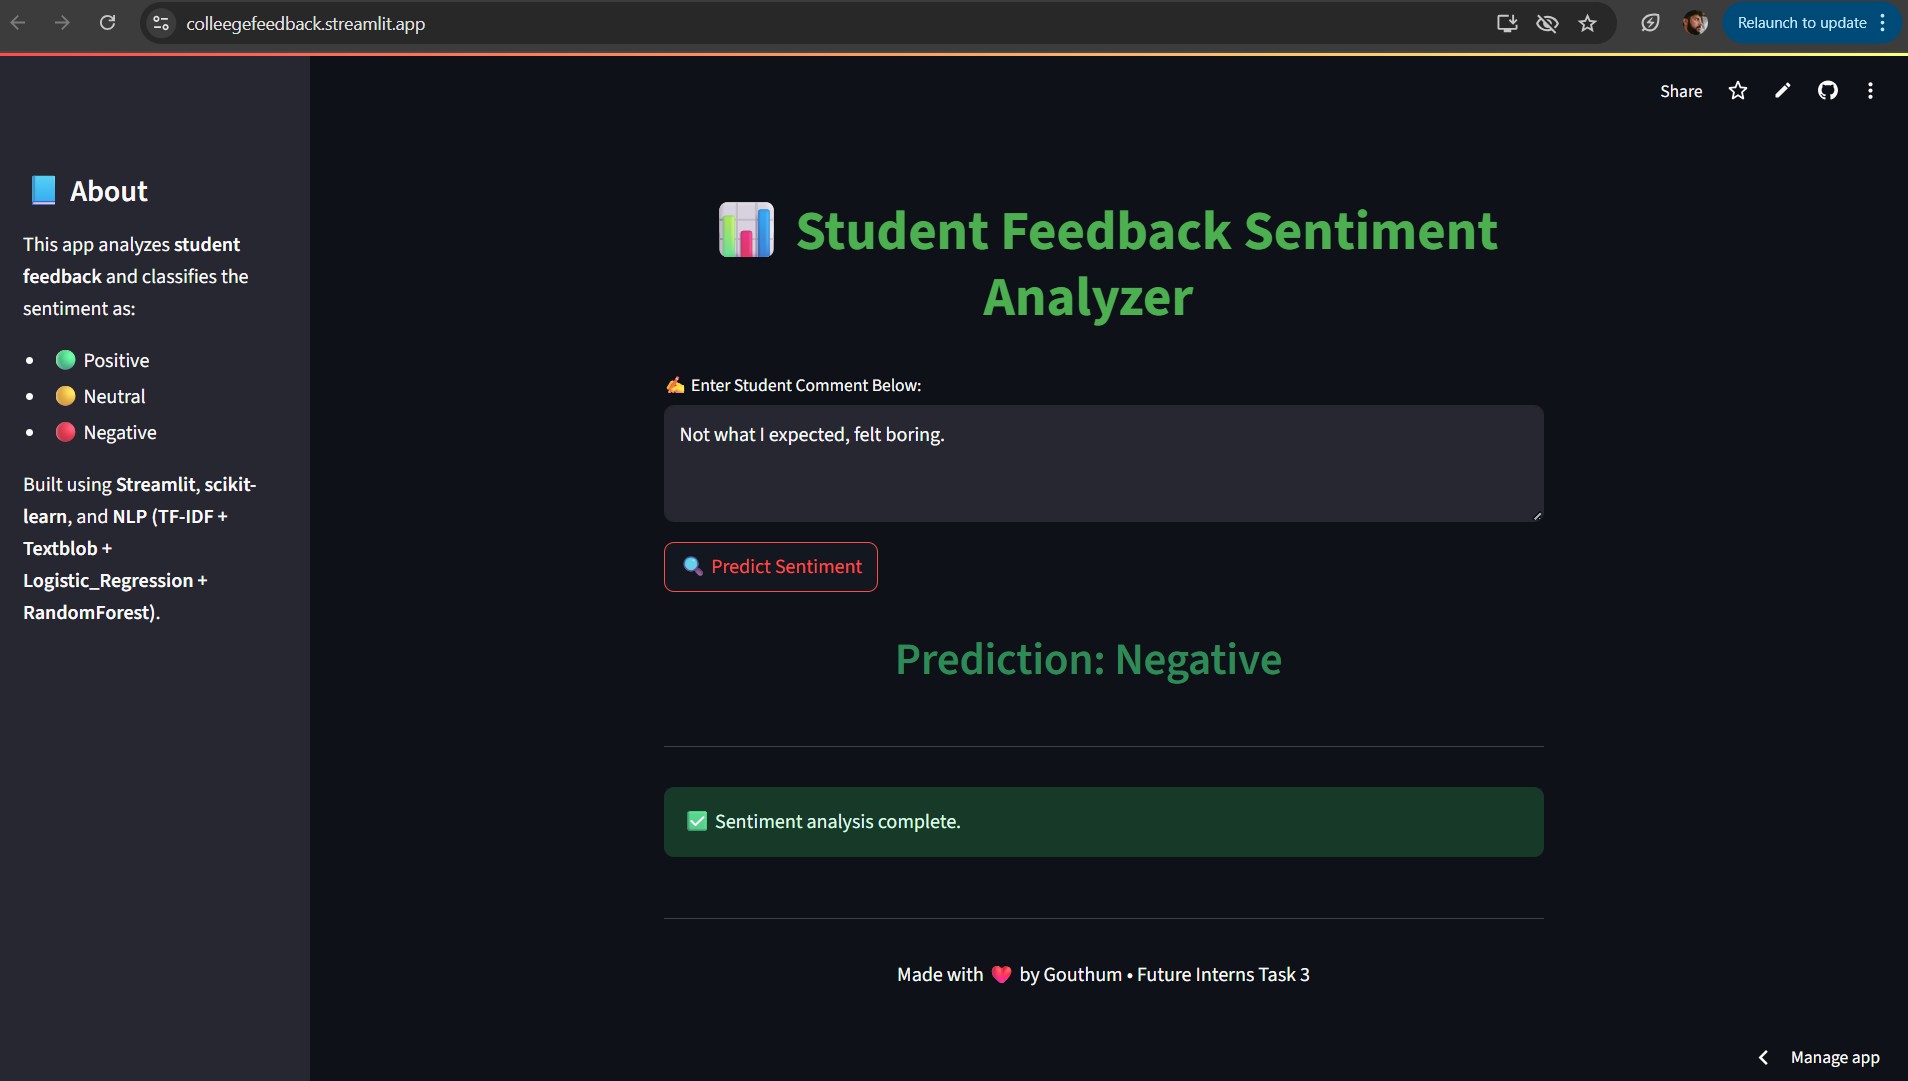 colleegefeedback.streamlit.app
Relaunch to update
Share
📘 About
This app analyzes student
feedback and classifies the
sentiment as:
• 🟢 Positive
• 🟡 Neutral
• 🔴 Negative
Built using Streamlit, scikit-
learn, and NLP (TF-IDF +
Textblob +
Logistic_Regression +
RandomForest).
📊 Student Feedback Sentiment
Analyzer
✍️ Enter Student Comment Below:
Not what I expected, felt boring.
🔍 Predict Sentiment
Prediction: Negative
✅ Sentiment analysis complete.
Made with ❤️ by Gouthum • Future Interns Task 3
Manage app